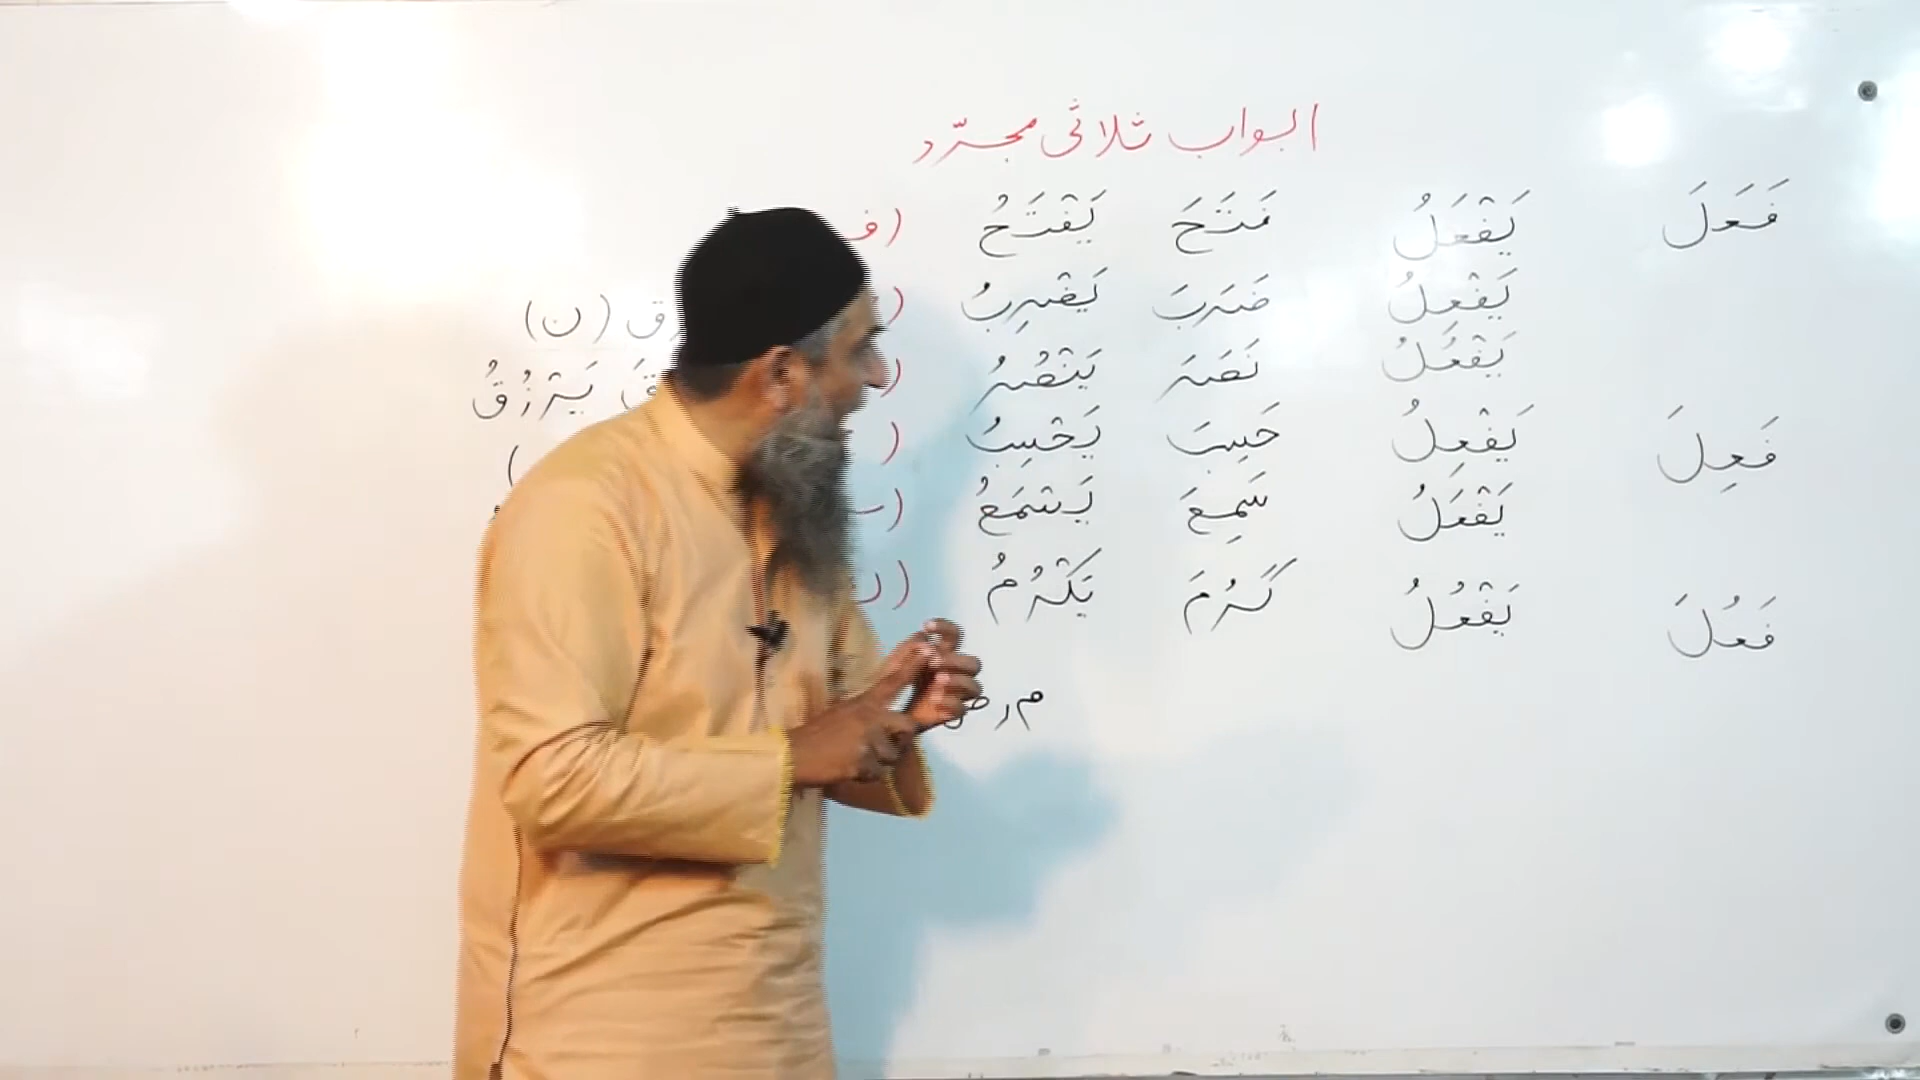 ابواب ثلاثی مجرّد
فَعَلَ يَفْعَلُ فَتَحَ يَفْتَحُ (ف
يَفْعِلُ ضَرَبَ يَضْرِبُ ( (ن)
يَفْعُلُ نَصَرَ يَنْصُرُ ( يَرْزُقُ
فَعِلَ يَفْعِلُ حَسِبَ يَحْسِبُ (
يَفْعَلُ سَمِعَ يَسْمَعُ (س
فَعُلَ يَفْعُلُ كَرُمَ يَكْرُمُ (ك
م ر ض